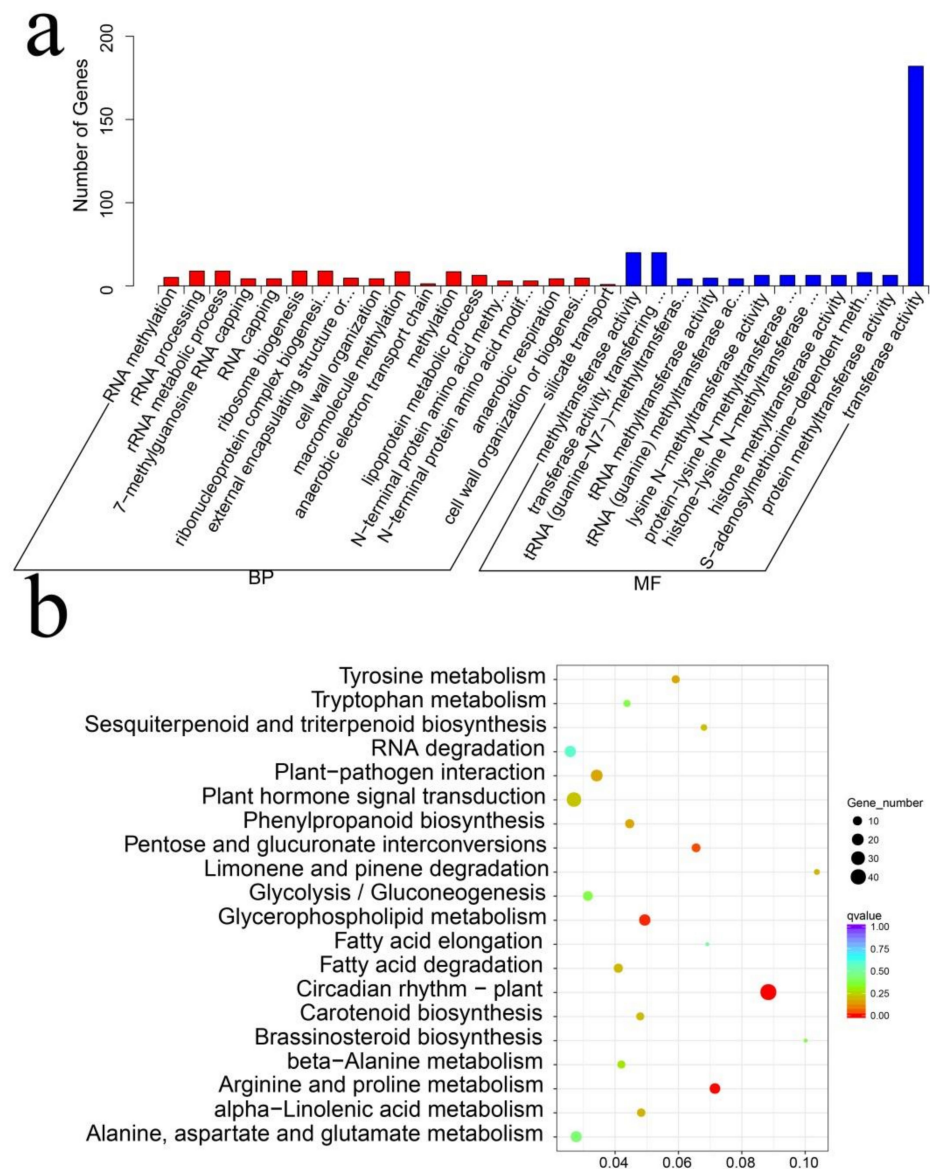 a
Number of Genes
200
150
100
0
RNA methylation
rRNA processing
rRNA metabolic process
7−methylguanosine RNA capping
RNA capping
ribosome biogenesis
ribonucleoprotein complex biogenesi...
external encapsulating structure or...
cell wall organization
macromolecule methylation
anaerobic electron transport chain
methylation
lipoprotein metabolic process
N−terminal protein amino acid methy...
N−terminal protein amino acid modif...
anaerobic respiration
cell wall organization or biogenesi...
silicate transport
methyltransferase activity
transferase activity, transferring ...
tRNA (guanine−N7−)−methyltransferas...
tRNA methyltransferase activity
tRNA (guanine) methyltransferase ac...
lysine N−methyltransferase activity
protein−lysine N−methyltransferase ...
histone−lysine N−methyltransferase ...
histone methyltransferase activity
S−adenosylmethionine−dependent meth...
protein methyltransferase activity
transferase activity
BP
MF
b
Tyrosine metabolism
Tryptophan metabolism
Sesquiterpenoid and triterpenoid biosynthesis
RNA degradation
Plant−pathogen interaction
Plant hormone signal transduction
Phenylpropanoid biosynthesis
Pentose and glucuronate interconversions
Limonene and pinene degradation
Glycolysis / Gluconeogenesis
Glycerophospholipid metabolism
Fatty acid elongation
Fatty acid degradation
Circadian rhythm − plant
Carotenoid biosynthesis
Brassinosteroid biosynthesis
beta−Alanine metabolism
Arginine and proline metabolism
alpha−Linolenic acid metabolism
Alanine, aspartate and glutamate metabolism
0.04 0.06 0.08 0.10
Gene_number
10
20
30
40
qvalue
1.00
0.75
0.50
0.25
0.00